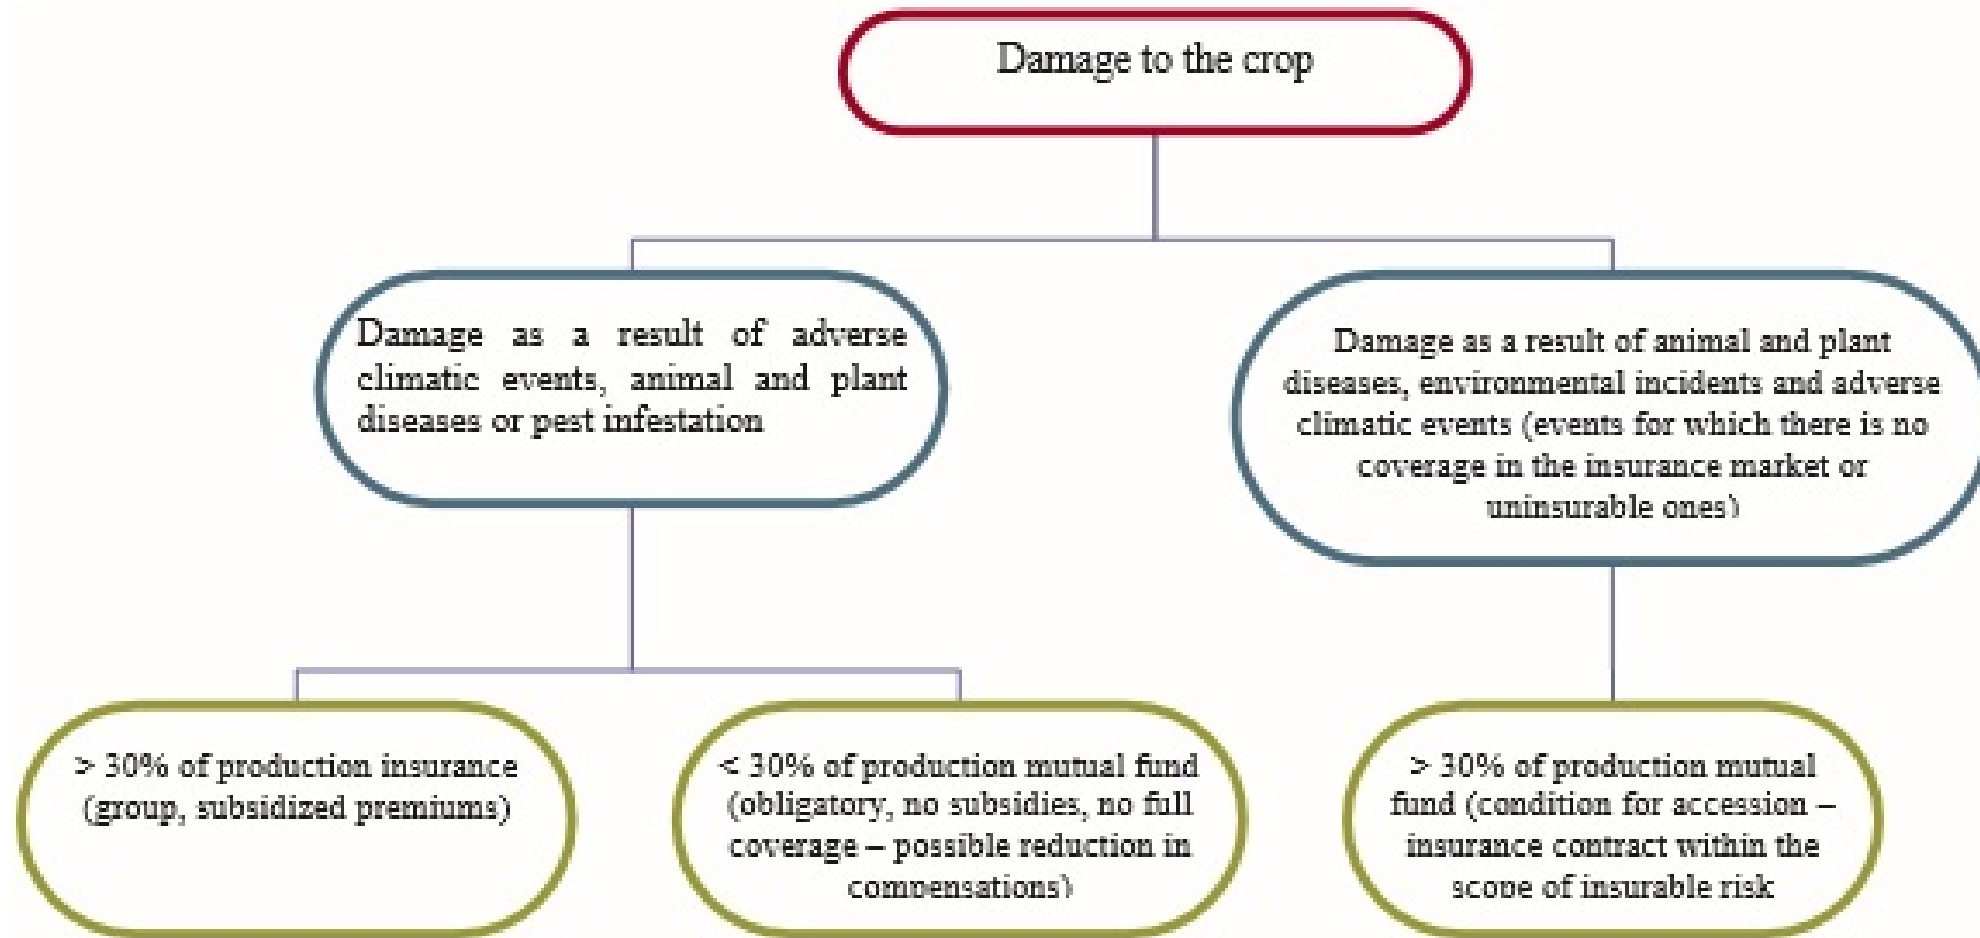 Damage to the crop
Damage as a result of adverse
climatic events, animal and plant
diseases or pest infestation
Damage as a result of animal and plant
diseases, environmental incidents and adverse
climatic events (events for which there is no
coverage in the insurance market or
uninsurable ones)
> 30% of production insurance
(group, subsidized premiums)
< 30% of production mutual fund
(obligatory, no subsidies, no full
coverage – possible reduction in
compensations)
> 30% of production mutual
fund (condition for accession –
insurance contract within the
scope of insurable risk